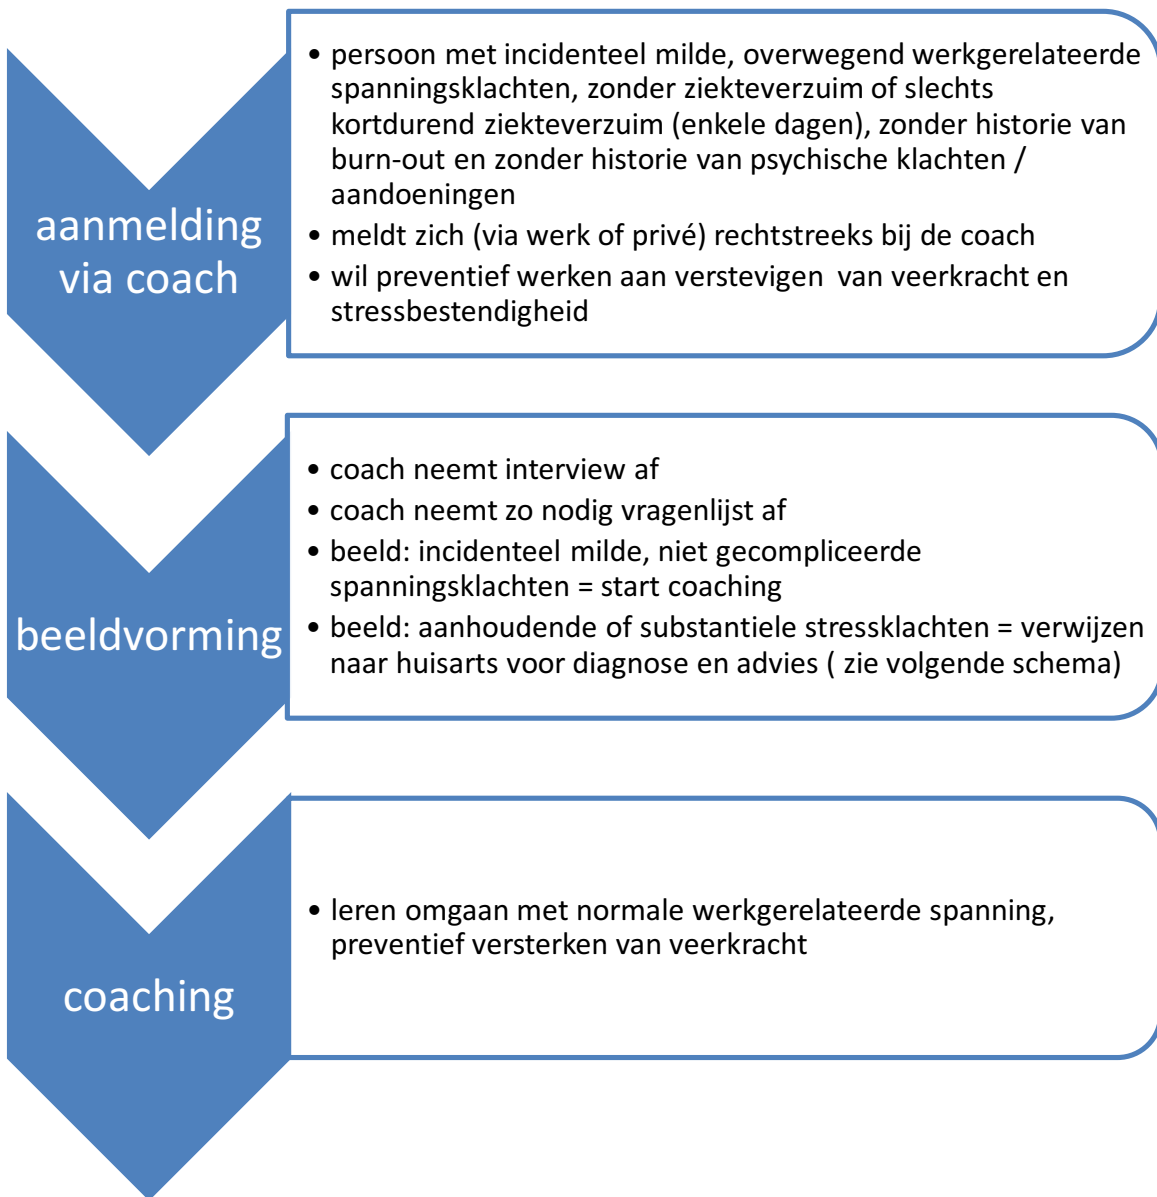 aanmelding
via coach
• persoon met incidenteel milde, overwegend werkgerelateerde
spanningsklachten, zonder ziekteverzuim of slechts
kortdurend ziekteverzuim (enkele dagen), zonder historie van
burn-out en zonder historie van psychische klachten /
aandoeningen
• meldt zich (via werk of privé) rechtstreeks bij de coach
• wil preventief werken aan verstevigen van veerkracht en
stressbestendigheid
beeldvorming
• coach neemt interview af
• coach neemt zo nodig vragenlijst af
• beeld: incidenteel milde, niet gecompliceerde
spanningsklachten = start coaching
• beeld: aanhoudende of substantiele stressklachten = verwijzen
naar huisarts voor diagnose en advies ( zie volgende schema)
coaching
• leren omgaan met normale werkgerelateerde spanning,
preventief versterken van veerkracht